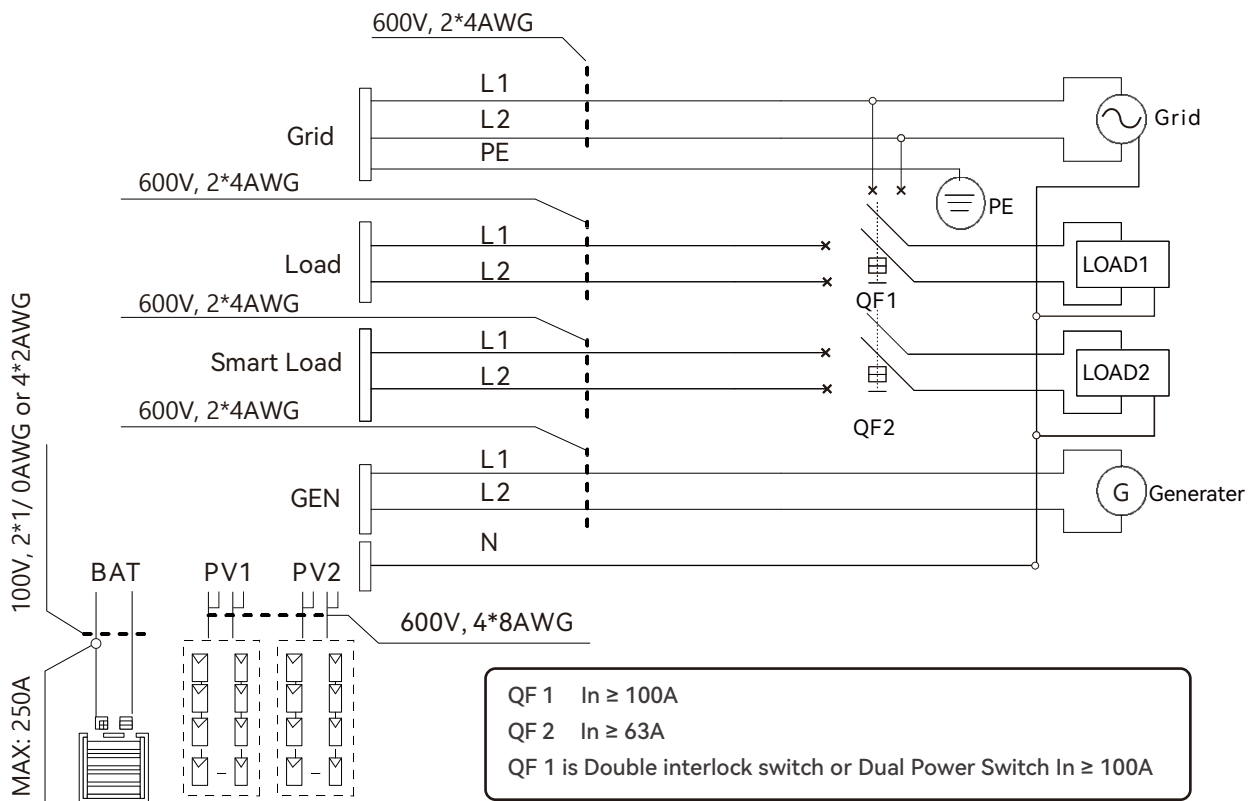 600V, 2*4AWG
L1
L2
PE
Grid
Grid
PE
600V, 2*4AWG
L1
L2
Load
QF1
LOAD1
600V, 2*4AWG
L1
L2
Smart Load
QF2
LOAD2
600V, 2*4AWG
L1
L2
GEN
G
Generater
N
100V, 2*1/ 0AWG or 4*2AWG
BAT
PV1
PV2
600V, 4*8AWG
MAX: 250A
QF 1 In ≥ 100A
QF 2 In ≥ 63A
QF 1 is Double interlock switch or Dual Power Switch In ≥ 100A